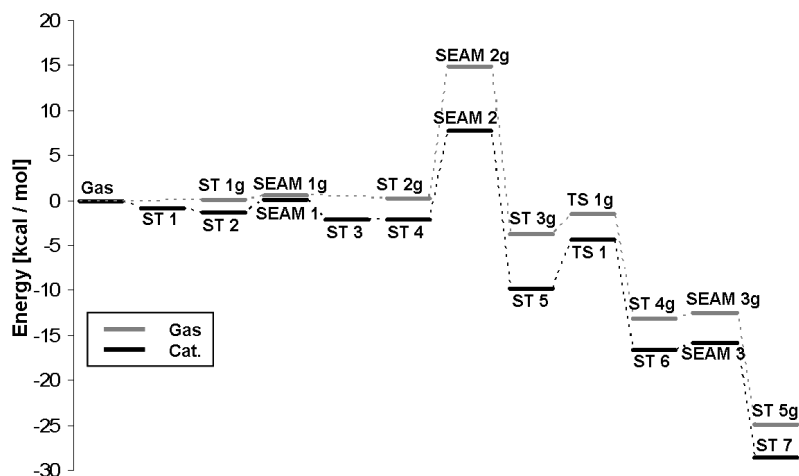 20
15
10
5
0
-5
-10
-15
-20
-25
-30
Energy [kcal / mol]
Gas
ST 1
ST 1g
ST 2
SEAM 1g
SEAM 1
ST 3
ST 2g
ST 4
SEAM 2g
SEAM 2
ST 3g
ST 5
TS 1g
TS 1
ST 4g
ST 6
SEAM 3g
SEAM 3
ST 5g
ST 7
Gas
Cat.